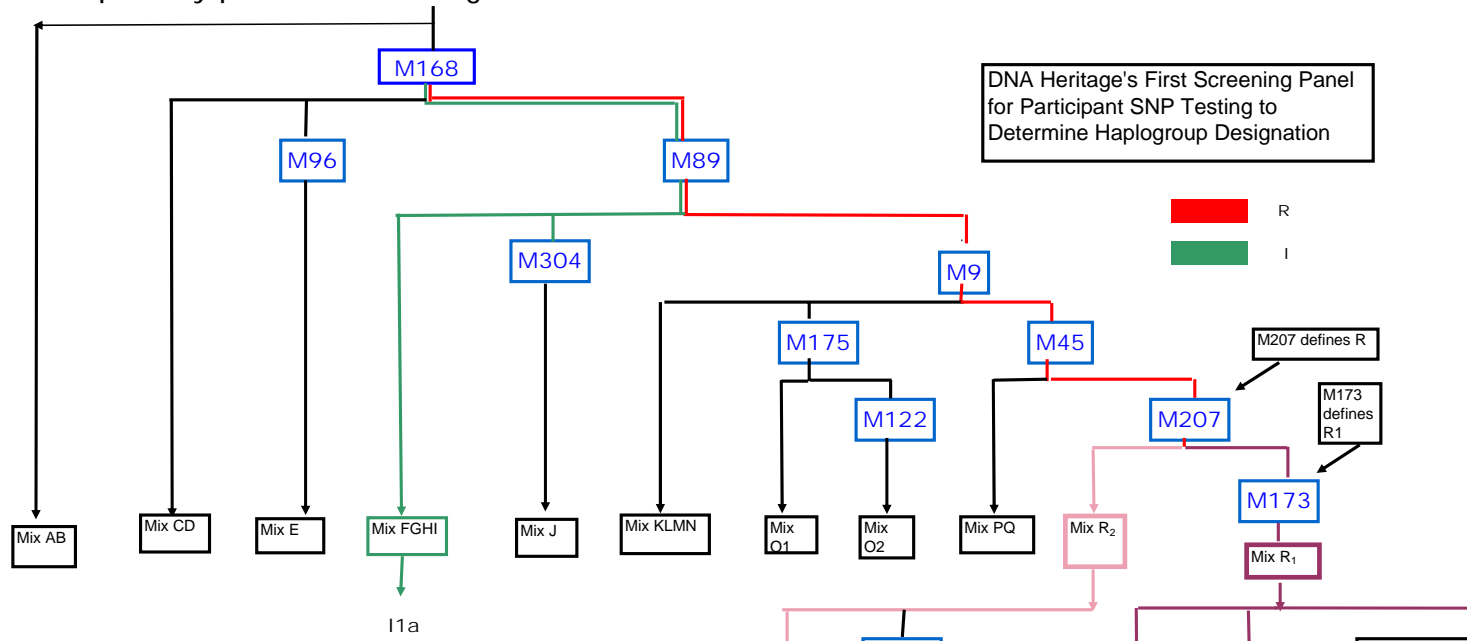 M168
DNA Heritage's First Screening Panel
for Participant SNP Testing to
Determine Haplogroup Designation
M96
M89
R
I
M304
M9
M175
M45
M207 defines R
M173
defines
R1
M122
M207
M173
Mix AB
Mix CD
Mix E
Mix FGHI
Mix J
Mix KLMN
Mix
O1
Mix
O2
Mix PQ
Mix R₂
Mix R₁
I1a